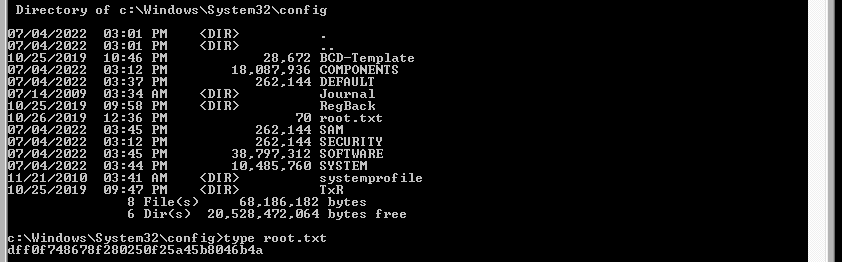 Directory of c:\Windows\System32\config
07/04/2022  03:01 PM    <DIR>          .
07/04/2022  03:01 PM    <DIR>          ..
10/25/2019  10:46 PM            28,672 BCD-Template
07/04/2022  03:12 PM        18,087,936 COMPONENTS
07/04/2022  03:37 PM           262,144 DEFAULT
07/14/2009  03:34 AM    <DIR>          Journal
10/25/2019  09:58 PM    <DIR>          RegBack
10/26/2019  12:36 PM                70 root.txt
07/04/2022  03:45 PM           262,144 SAM
07/04/2022  03:12 PM           262,144 SECURITY
07/04/2022  03:45 PM        38,797,312 SOFTWARE
07/04/2022  03:44 PM        10,485,760 SYSTEM
11/21/2010  03:41 AM    <DIR>          systemprofile
10/25/2019  09:47 PM    <DIR>          TxR
8 File(s)     68,186,182 bytes
6 Dir(s)  20,528,472,064 bytes free
c:\Windows\System32\config>type root.txt
dff0f748678f280250f25a45b8046b4a